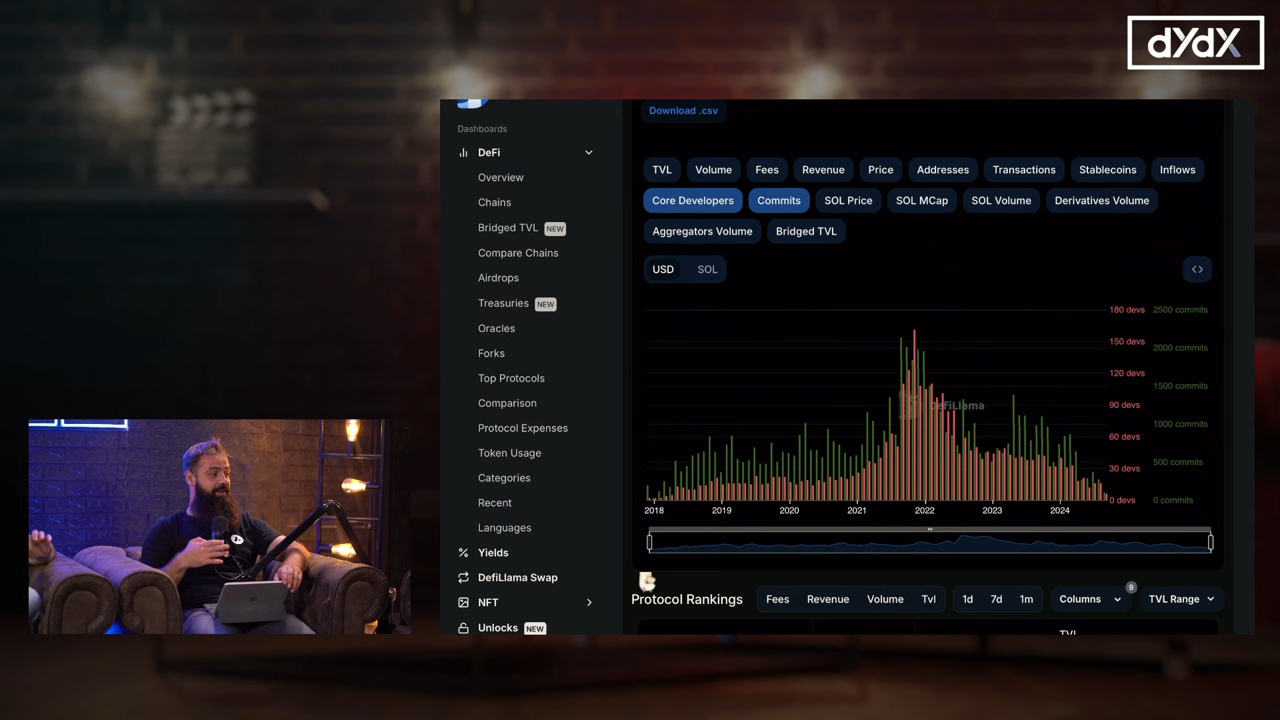 dYdX
Download .csv
Dashboards
DeFi
Overview
Chains
Bridged TVL NEW
Compare Chains
Airdrops
Treasuries NEW
Oracles
Forks
Top Protocols
Comparison
Protocol Expenses
Token Usage
Categories
Recent
Languages
Yields
DefiLlama Swap
NFT
Unlocks NEW
TVL Volume Fees Revenue Price Addresses Transactions Stablecoins Inflows
Core Developers Commits SOL Price SOL MCap SOL Volume Derivatives Volume
Aggregators Volume Bridged TVL
USD SOL
180 devs 2500 commits
150 devs 2000 commits
120 devs 1500 commits
90 devs 1000 commits
60 devs 500 commits
30 devs 0 commits
0 devs
DefiLlama
2018 2019 2020 2021 2022 2023 2024
Protocol Rankings Fees Revenue Volume Tvl 1d 7d 1m Columns 9 TVL Range
TVL